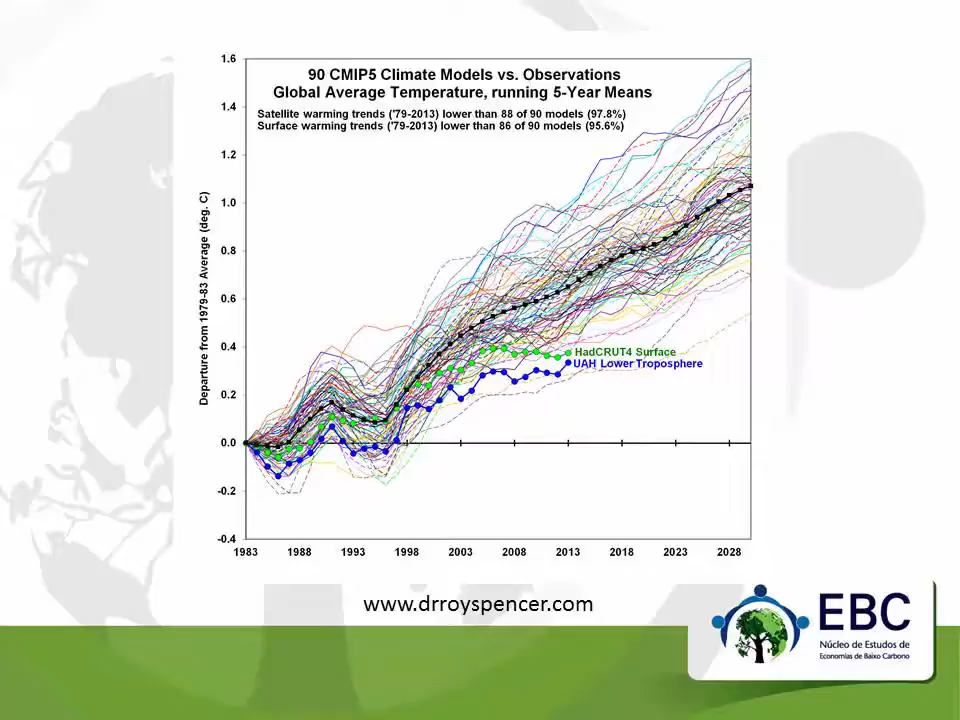 90 CMIP5 Climate Models vs. Observations
Global Average Temperature, running 5-Year Means
Satellite warming trends ('79-2013) lower than 88 of 90 models (97.8%)
Surface warming trends ('79-2013) lower than 86 of 90 models (95.6%)
Departure from 1979-83 Average (deg. C)
1.6
1.4
1.2
1.0
0.8
0.6
0.4
0.2
0.0
-0.2
-0.4
HadCRUT4 Surface
UAH Lower Troposphere
1983 1988 1993 1998 2003 2008 2013 2018 2023 2028
www.drroyspencer.com
EBC
Núcleo de Estudos de
Economias de Baixo Carbono